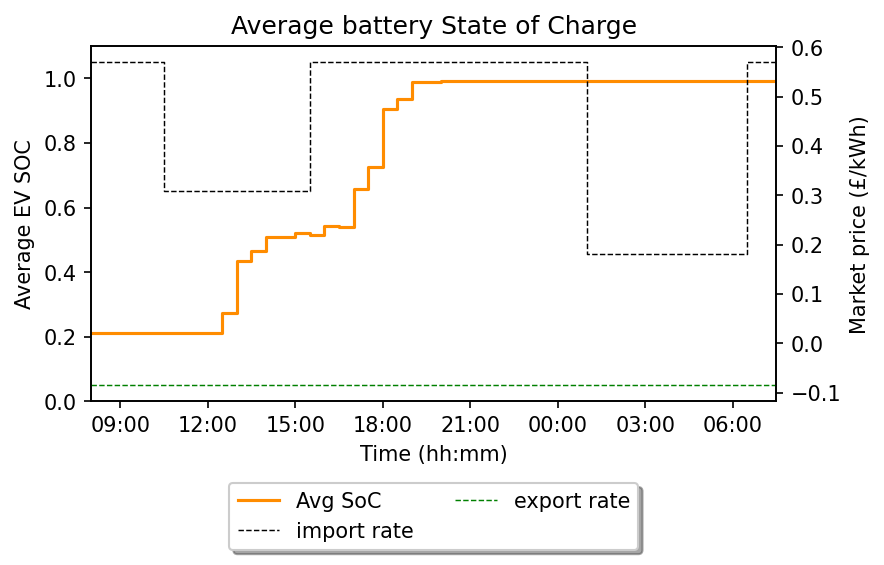 Average battery State of Charge
Average EV SOC
1.0
0.8
0.6
0.4
0.2
0.0
0.6
0.5
0.4
0.3
0.2
0.1
0.0
−0.1
Market price (£/kWh)
09:00 12:00 15:00 18:00 21:00 00:00 03:00 06:00
Time (hh:mm)
Avg SoC export rate
import rate